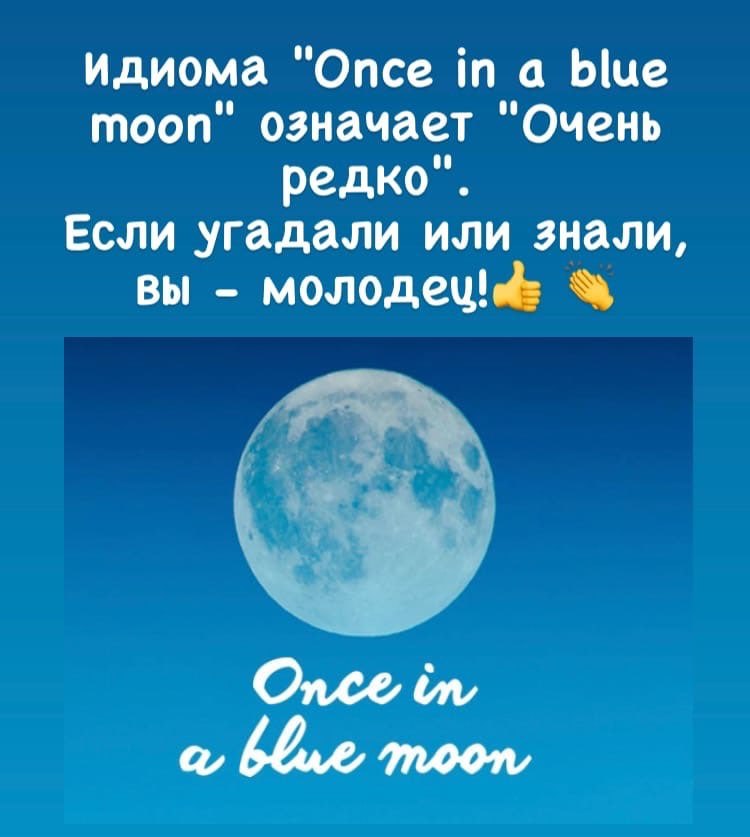 Идиома "Once in a blue
moon" означает "Очень
редко".
Если угадали или знали,
вы – молодец!👍 👏
Once in
a blue moon